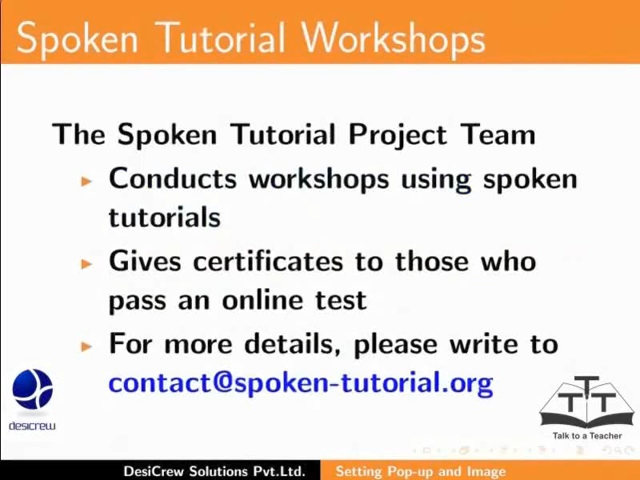 Spoken Tutorial Workshops
The Spoken Tutorial Project Team
Conducts workshops using spoken
tutorials
Gives certificates to those who
pass an online test
For more details, please write to
contact@spoken-tutorial.org
desicrew
TTT
Talk to a Teacher
DesiCrew Solutions Pvt.Ltd.
Setting Pop-up and Image